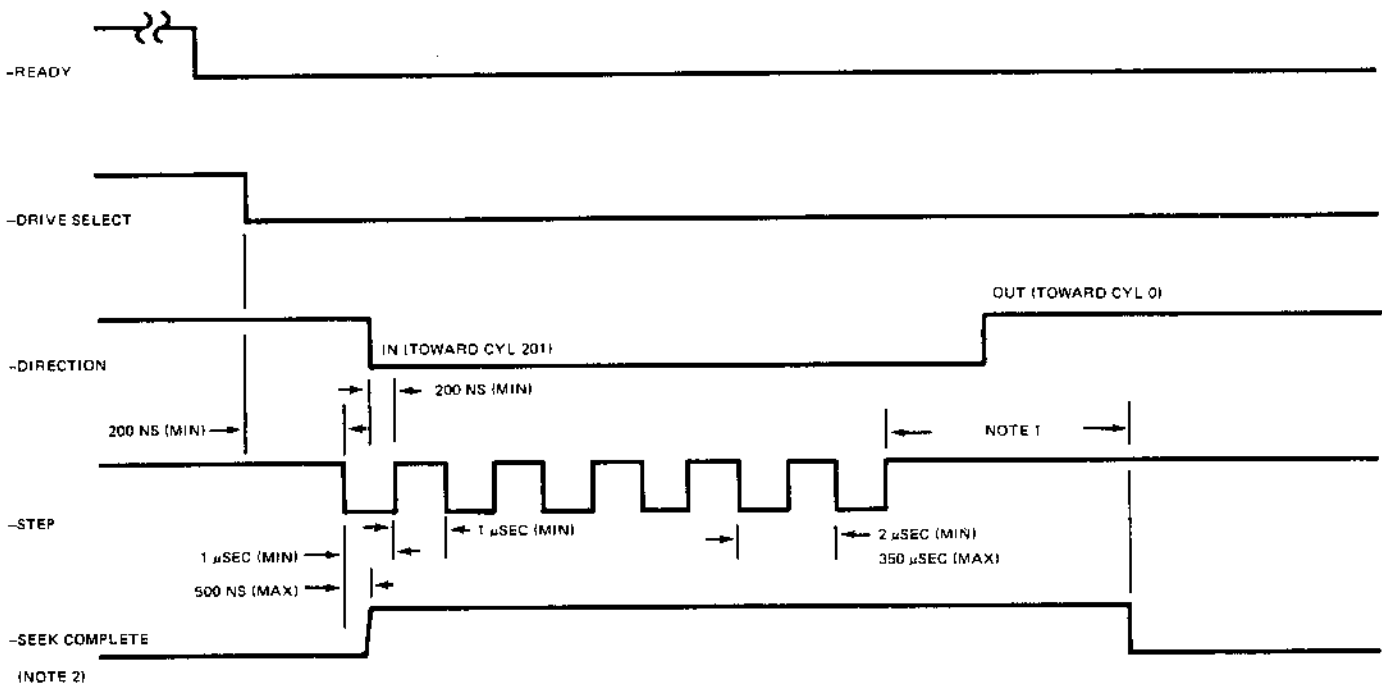 –READY
–DRIVE SELECT
OUT (TOWARD CYL 0)
IN (TOWARD CYL 201)
–DIRECTION
200 NS (MIN)
200 NS (MIN)
NOTE 1
–STEP
1 µSEC (MIN)
2 µSEC (MIN)
1 µSEC (MIN)
350 µSEC (MAX)
500 NS (MAX)
–SEEK COMPLETE
(NOTE 2)